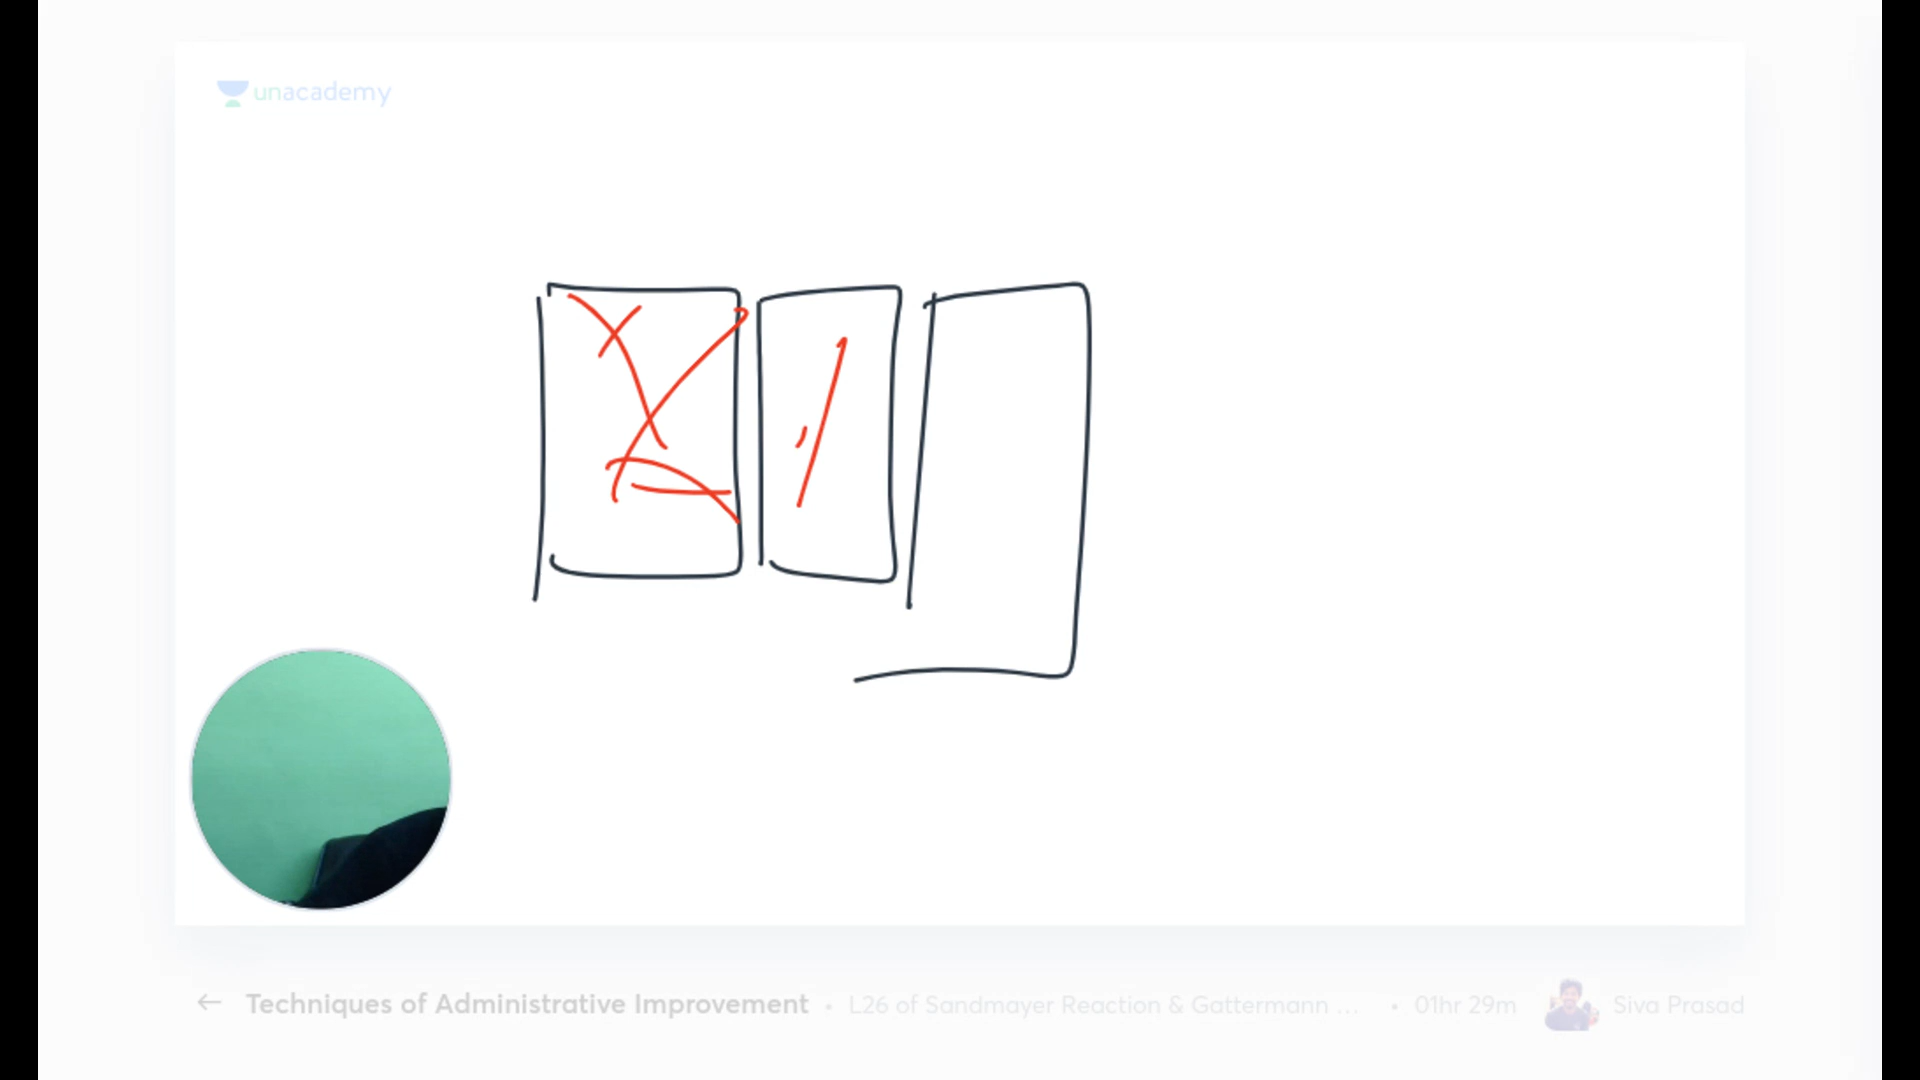 unacademy
← Techniques of Administrative Improvement • L26 of Sandmayer Reaction & Gattermann ... • 01hr 29m Siva Prasad